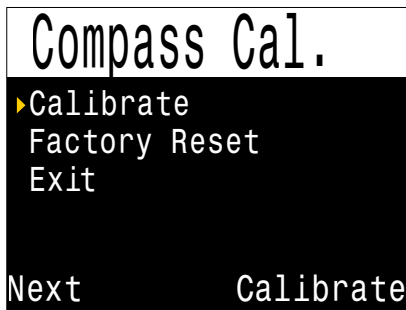 Compass Cal.
Calibrate
Factory Reset
Exit
Next Calibrate